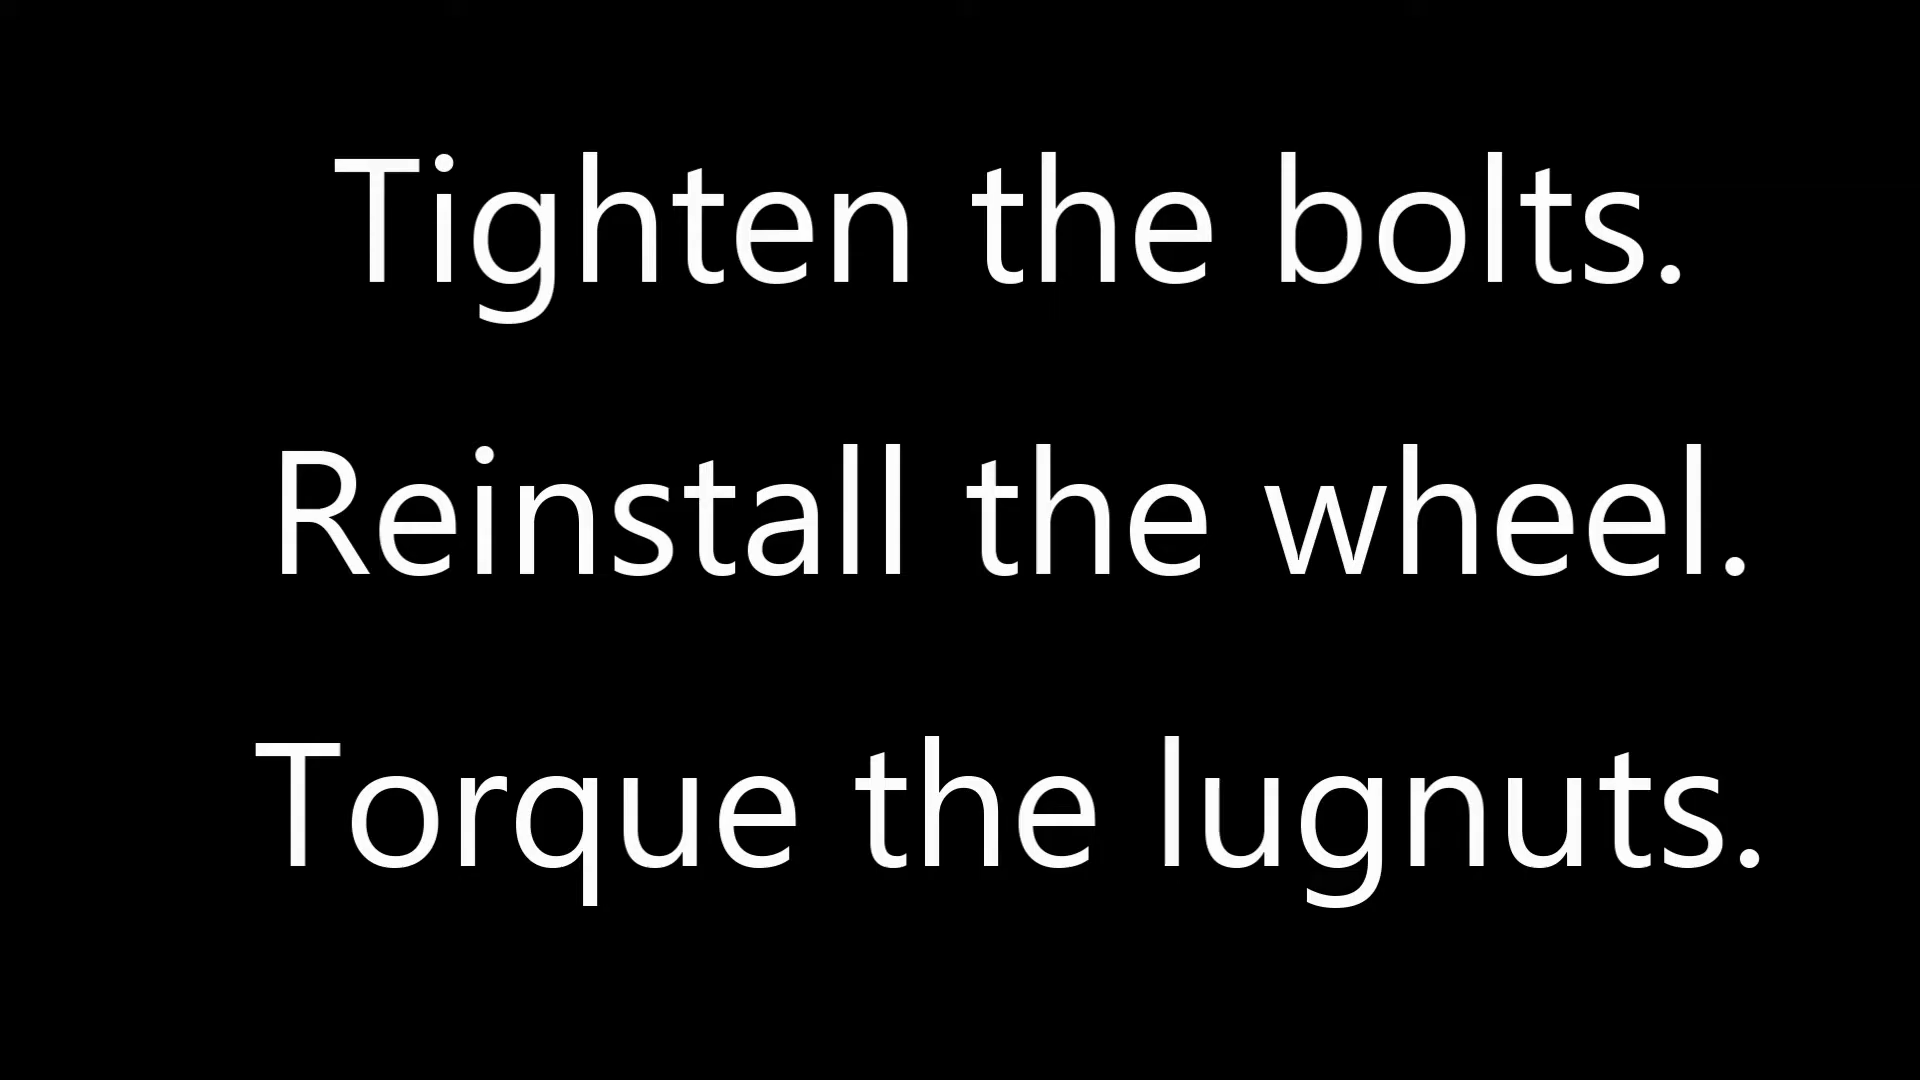 Tighten the bolts.
Reinstall the wheel.
Torque the lugnuts.